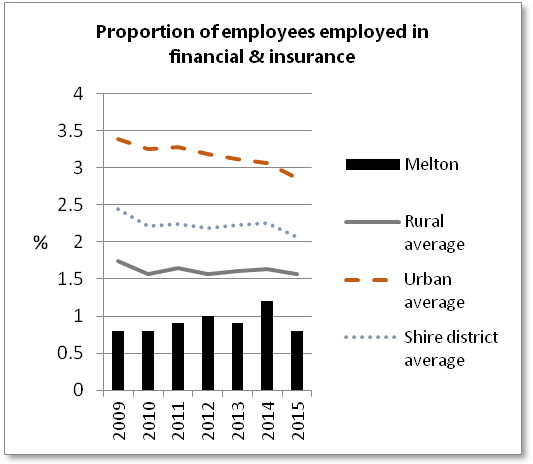 Proportion of employees employed in
financial & insurance
4
3.5
3
2.5
2
1.5
1
0.5
0
%
2009
2010
2011
2012
2013
2014
2015
Melton
Rural
average
Urban
average
Shire district
average